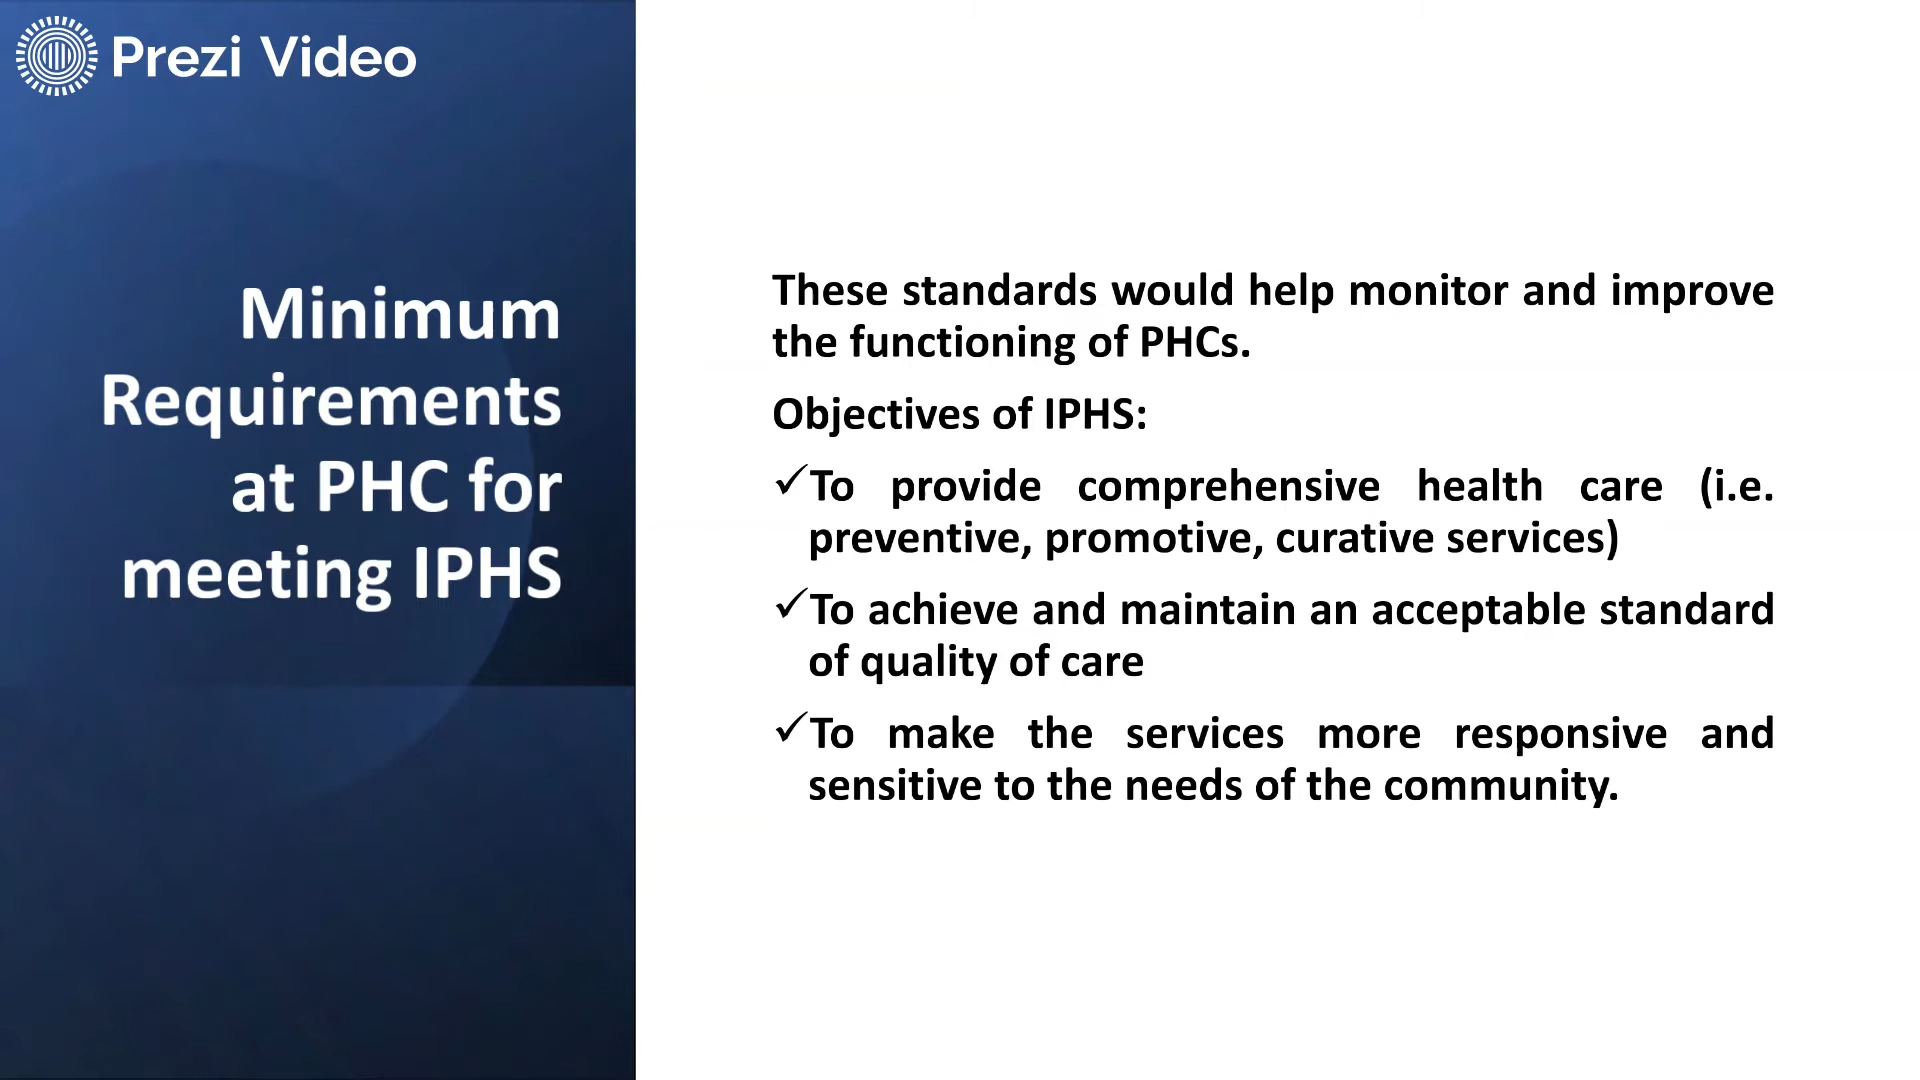 Prezi Video
Minimum
Requirements
at PHC for
meeting IPHS
These standards would help monitor and improve
the functioning of PHCs.
Objectives of IPHS:
✓To provide comprehensive health care (i.e.
preventive, promotive, curative services)
✓To achieve and maintain an acceptable standard
of quality of care
✓To make the services more responsive and
sensitive to the needs of the community.